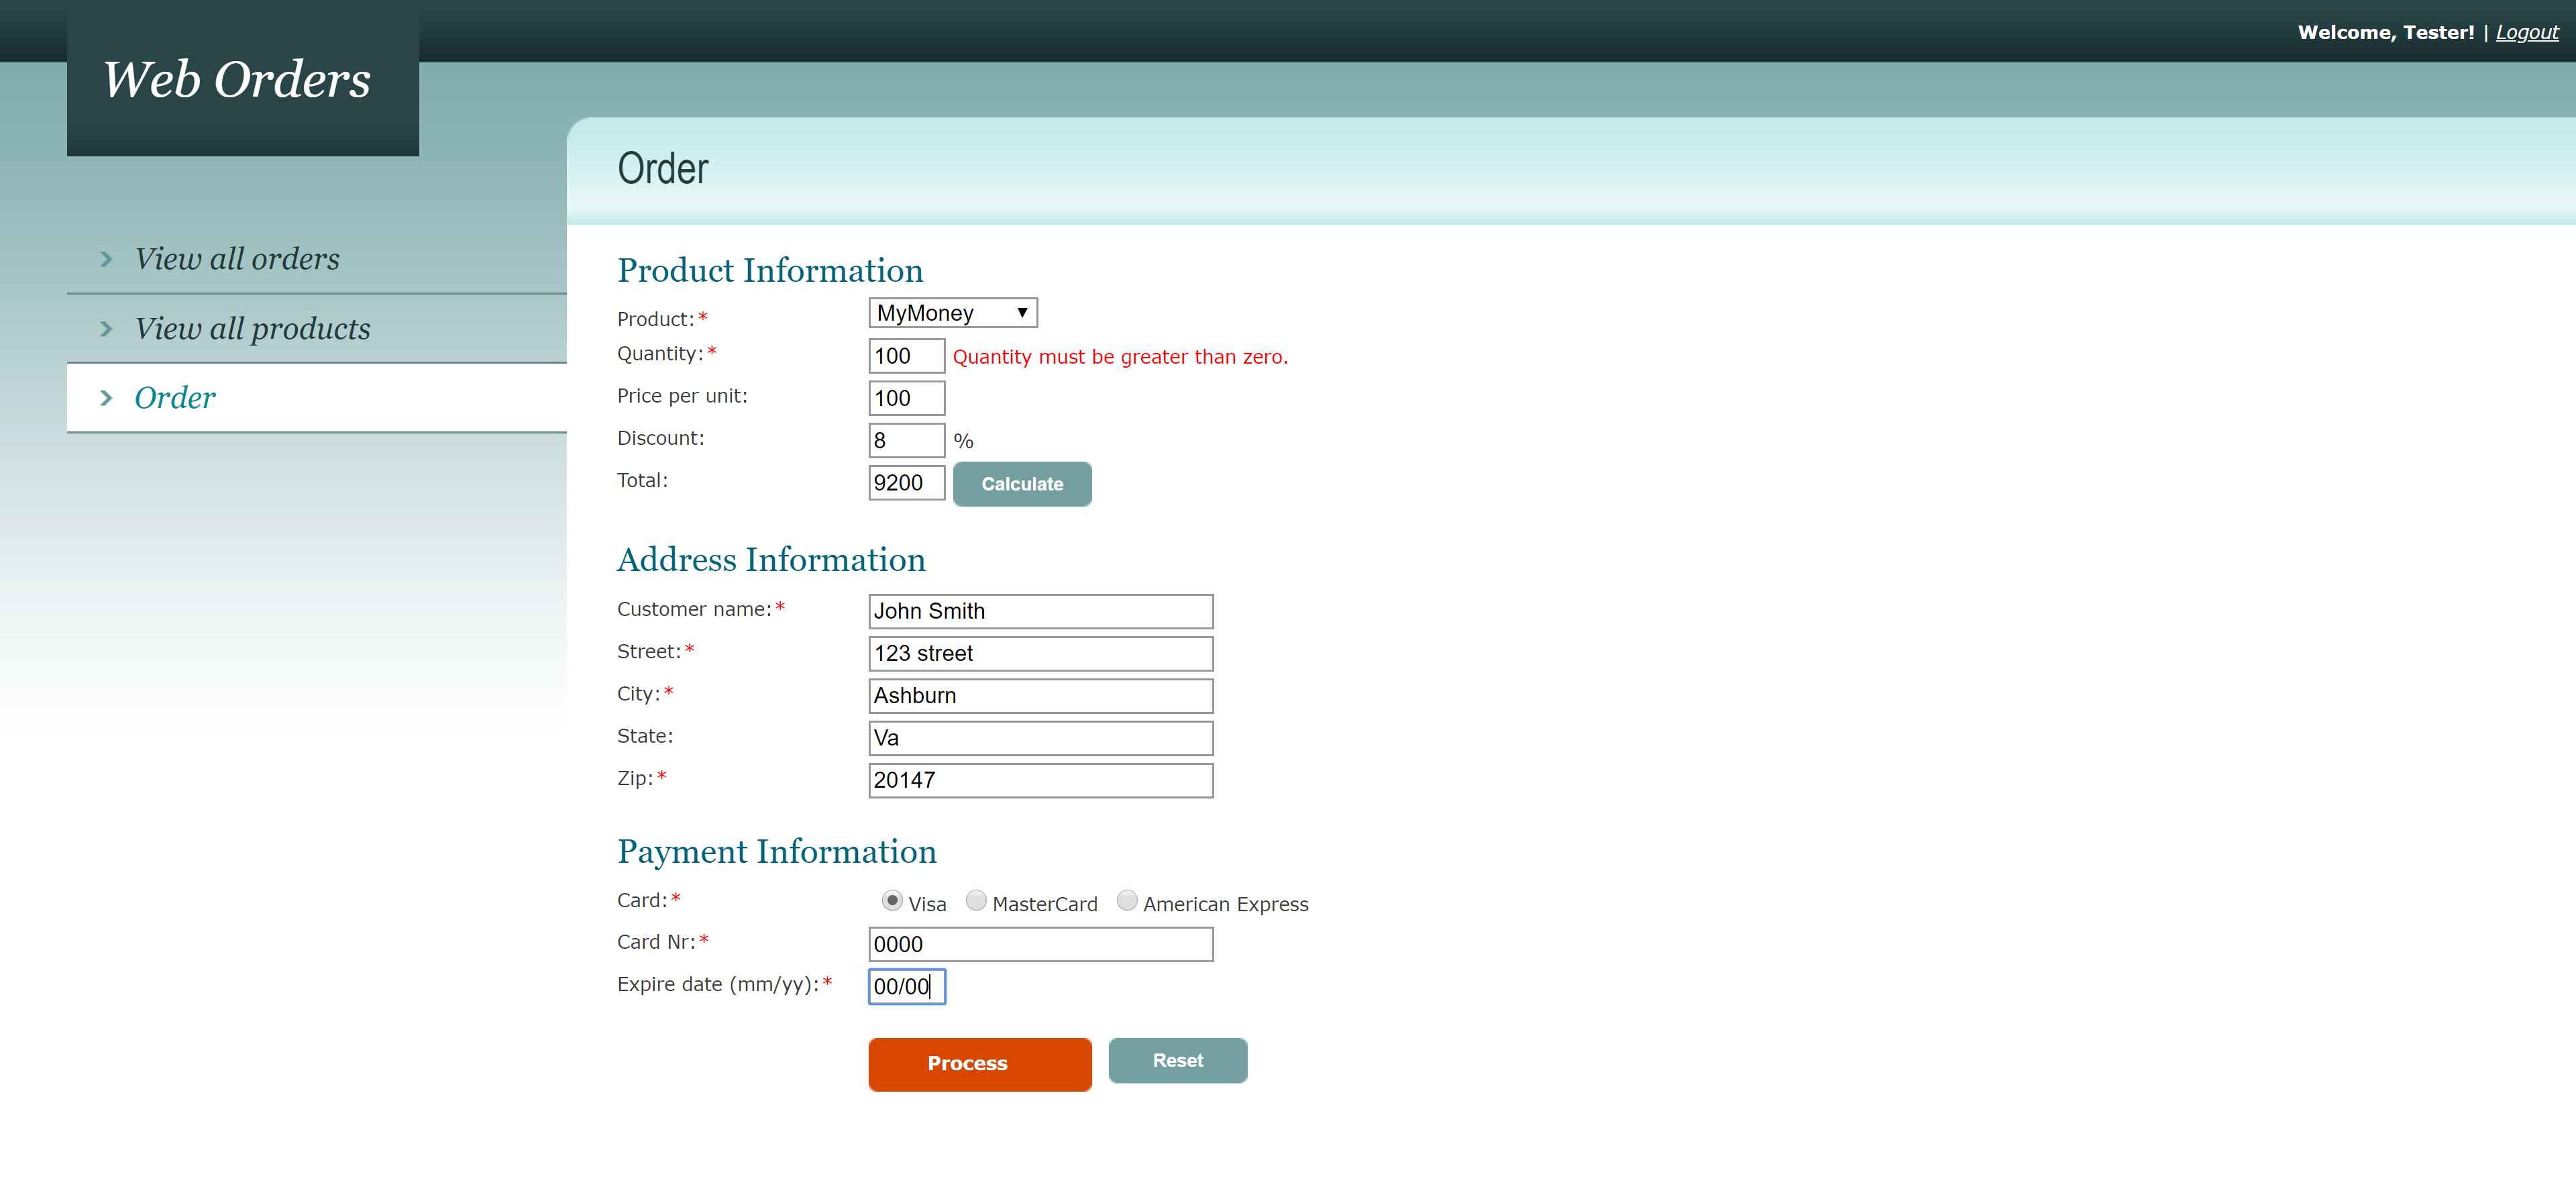 Welcome, Tester! | Logout
Web Orders
View all orders
View all products
Order
Order
Product Information
Product:* MyMoney
Quantity:* 100 Quantity must be greater than zero.
Price per unit: 100
Discount: 8 %
Total: 9200 Calculate
Address Information
Customer name:* John Smith
Street:* 123 street
City:* Ashburn
State: Va
Zip:* 20147
Payment Information
Card:* Visa MasterCard American Express
Card Nr:* 0000
Expire date (mm/yy):* 00/00
Process Reset